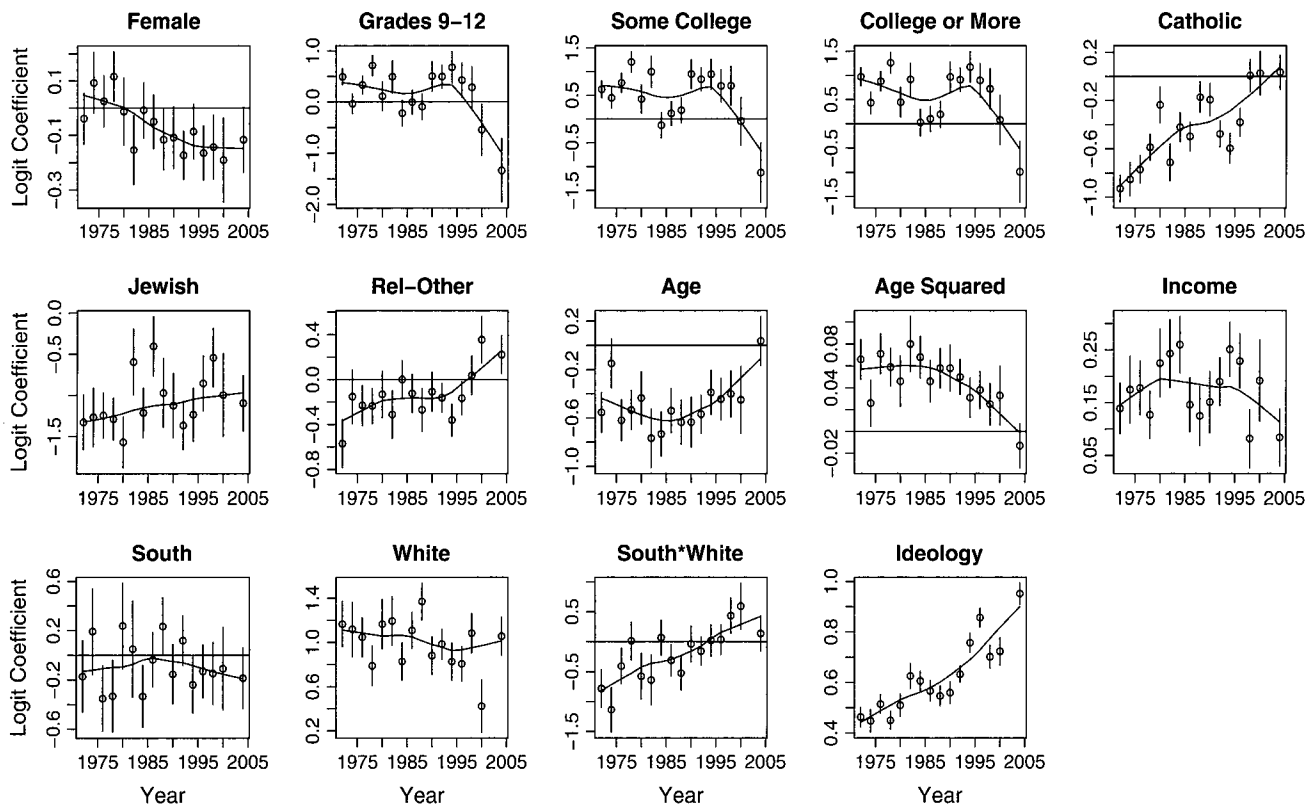 Female Grades 9–12 Some College College or More Catholic
Logit Coefficient
0.1 -0.1 -0.3
1.0 0.0 -1.0 -2.0
1.5 0.5 -0.5 -1.5
1.5 0.5 -0.5 -1.5
0.2 -0.2 -0.6 -1.0
1975 1985 1995 2005 1975 1985 1995 2005 1975 1985 1995 2005 1975 1985 1995 2005 1975 1985 1995 2005
Jewish Rel–Other Age Age Squared Income
Logit Coefficient
0.0 -0.5 -1.5
0.4 0.0 -0.4 -0.8
0.2 -0.2 -0.6 -1.0
0.08 0.04 -0.02
0.25 0.15 0.05
1975 1985 1995 2005 1975 1985 1995 2005 1975 1985 1995 2005 1975 1985 1995 2005 1975 1985 1995 2005
South White South*White Ideology
Logit Coefficient
0.6 0.2 -0.2 -0.6
1.4 1.0 0.6 0.2
0.5 -0.5 -1.5
1.0 0.8 0.6 0.4
1975 1985 1995 2005 1975 1985 1995 2005 1975 1985 1995 2005 1975 1985 1995 2005
Year Year Year Year